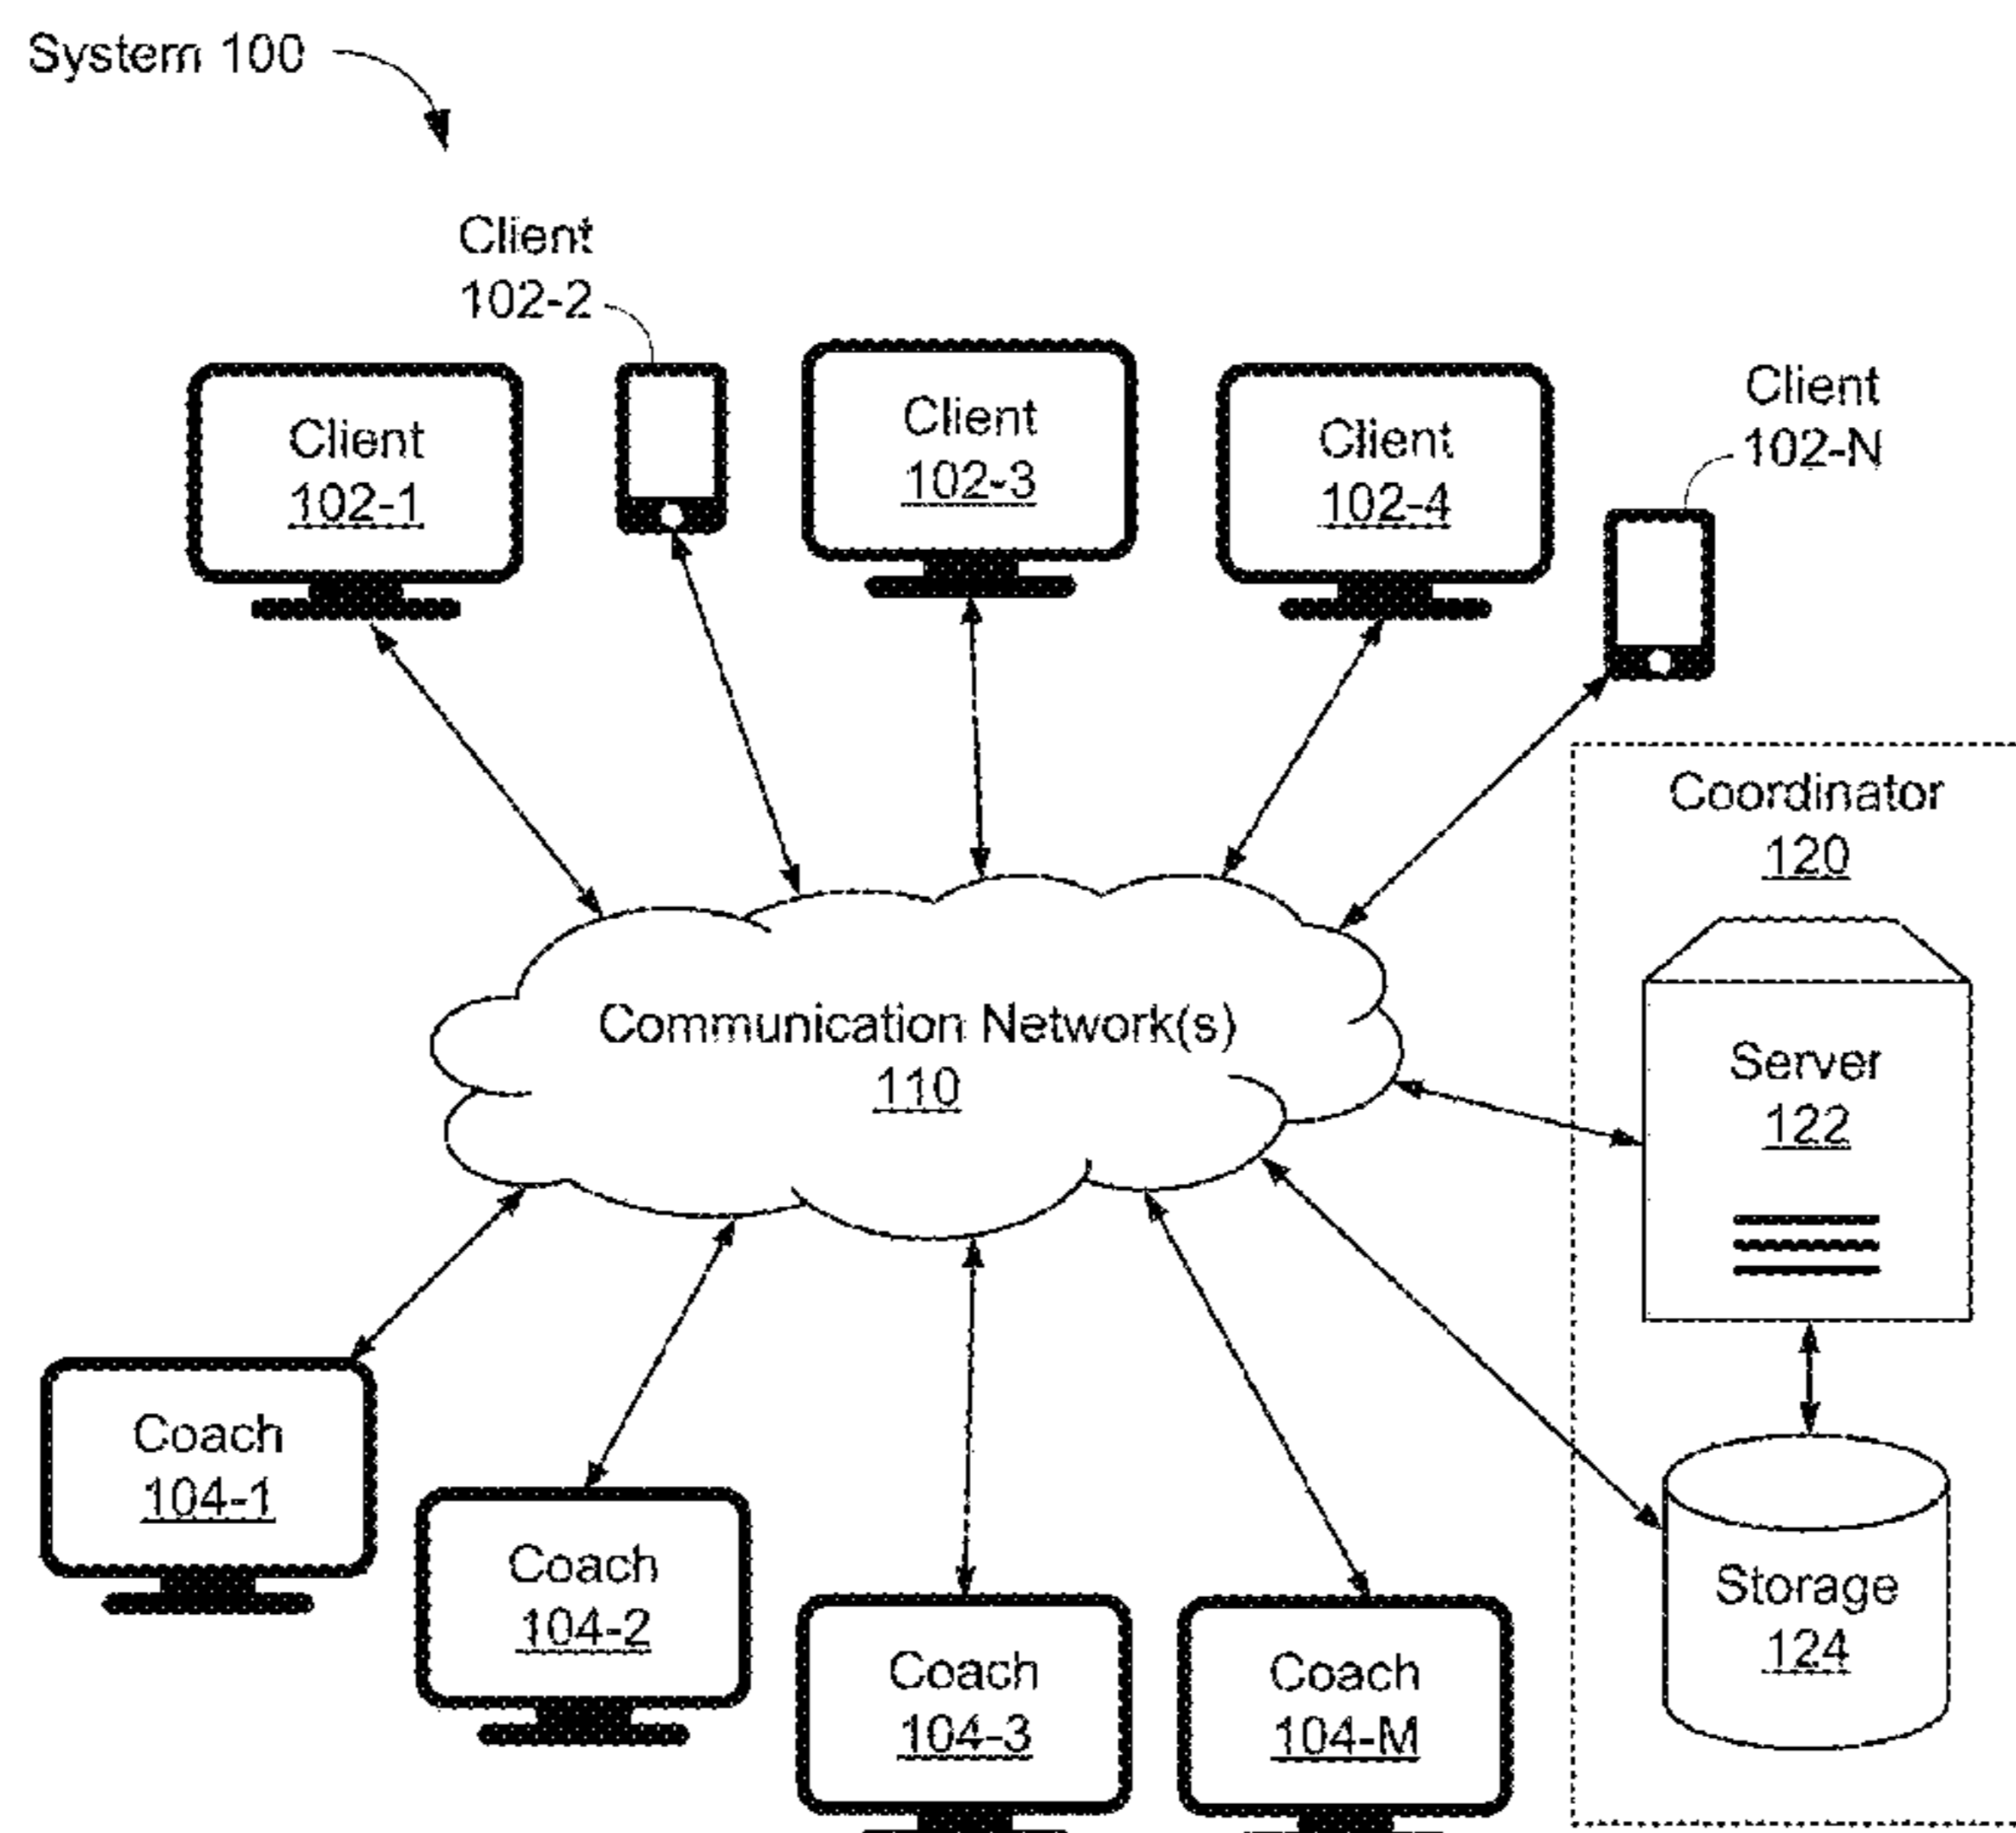 System 100
Client
102-2
Client
102-1
Client
102-3
Client
102-4
Client
102-N
Coordinator
120
Communication Network(s)
110
Server
122
Coach
104-1
Coach
104-2
Coach
104-3
Coach
104-M
Storage
124